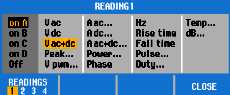 READING 1
on A
on B
on C
on D
Off
V ac
V dc
V ac+dc
Peak...
V pwm...
A ac...
A dc...
A ac+dc...
Power...
Phase
Hz
Rise time
Fall time
Pulse...
Duty...
Temp...
dB...
READINGS
1 2 3 4
CLOSE